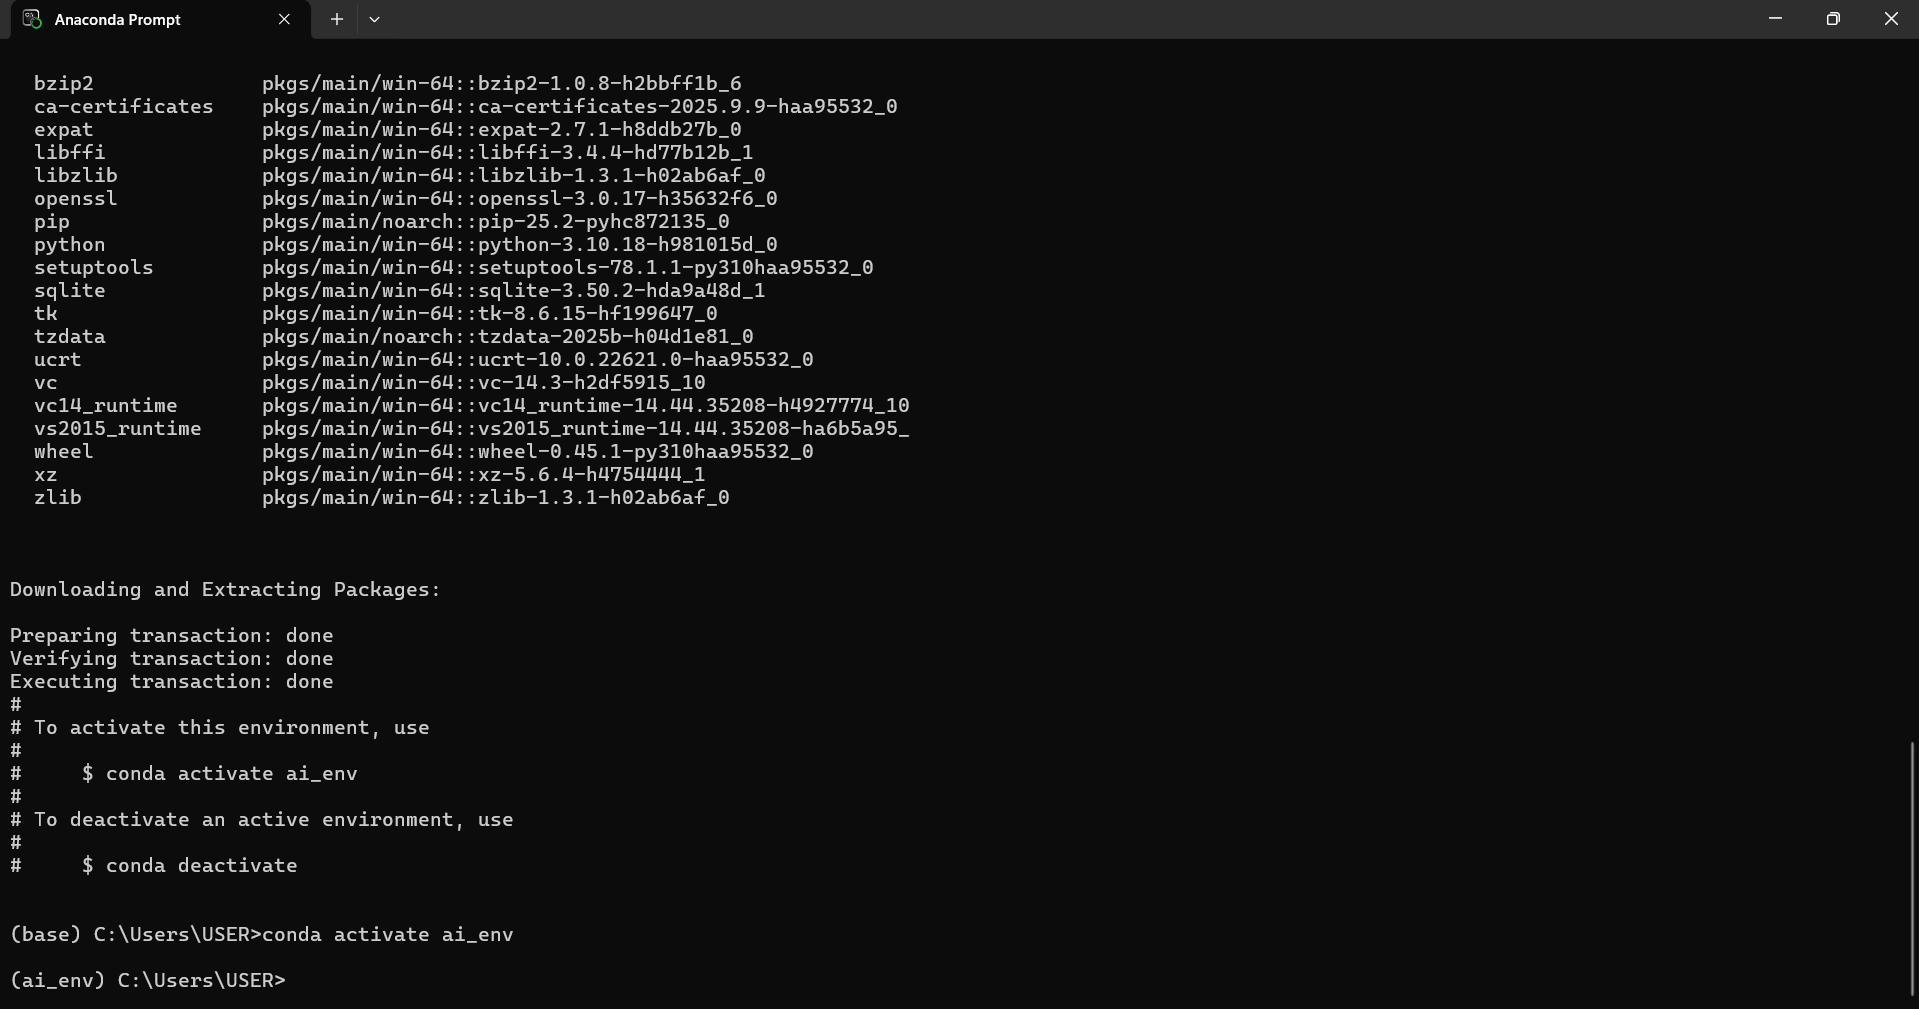 Anaconda Prompt
bzip2 pkgs/main/win-64::bzip2-1.0.8-h2bbff1b_6
ca-certificates pkgs/main/win-64::ca-certificates-2025.9.9-haa95532_0
expat pkgs/main/win-64::expat-2.7.1-h8ddb27b_0
libffi pkgs/main/win-64::libffi-3.4.4-hd77b12b_1
libzlib pkgs/main/win-64::libzlib-1.3.1-h02ab6af_0
openssl pkgs/main/win-64::openssl-3.0.17-h35632f6_0
pip pkgs/main/noarch::pip-25.2-pyhc872135_0
python pkgs/main/win-64::python-3.10.18-h981015d_0
setuptools pkgs/main/win-64::setuptools-78.1.1-py310haa95532_0
sqlite pkgs/main/win-64::sqlite-3.50.2-hda9a48d_1
tk pkgs/main/win-64::tk-8.6.15-hf199647_0
tzdata pkgs/main/noarch::tzdata-2025b-h04d1e81_0
ucrt pkgs/main/win-64::ucrt-10.0.22621.0-haa95532_0
vc pkgs/main/win-64::vc-14.3-h2df5915_10
vc14_runtime pkgs/main/win-64::vc14_runtime-14.44.35208-h4927774_10
vs2015_runtime pkgs/main/win-64::vs2015_runtime-14.44.35208-ha6b5a95_
wheel pkgs/main/win-64::wheel-0.45.1-py310haa95532_0
xz pkgs/main/win-64::xz-5.6.4-h4754444_1
zlib pkgs/main/win-64::zlib-1.3.1-h02ab6af_0
Downloading and Extracting Packages:
Preparing transaction: done
Verifying transaction: done
Executing transaction: done
#
# To activate this environment, use
#
#     $ conda activate ai_env
#
# To deactivate an active environment, use
#
#     $ conda deactivate
(base) C:\Users\USER>conda activate ai_env
(ai_env) C:\Users\USER>